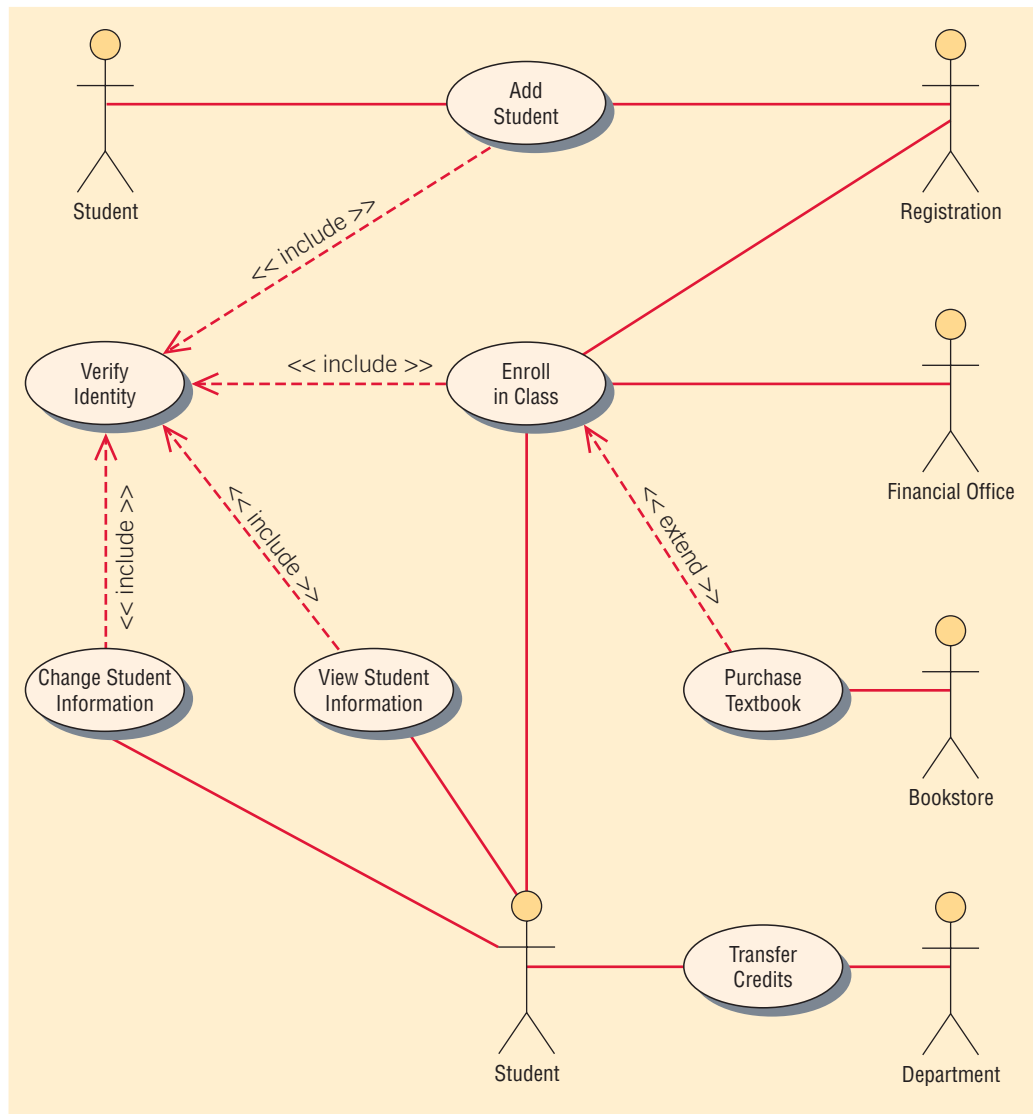 Add
Student
Student
Registration
<< include >>
Verify
Identity
<< include >>
Enroll
in Class
Financial Office
<< include >>
<< include >>
<< extend >>
Change Student
Information
View Student
Information
Purchase
Textbook
Bookstore
Transfer
Credits
Student
Department